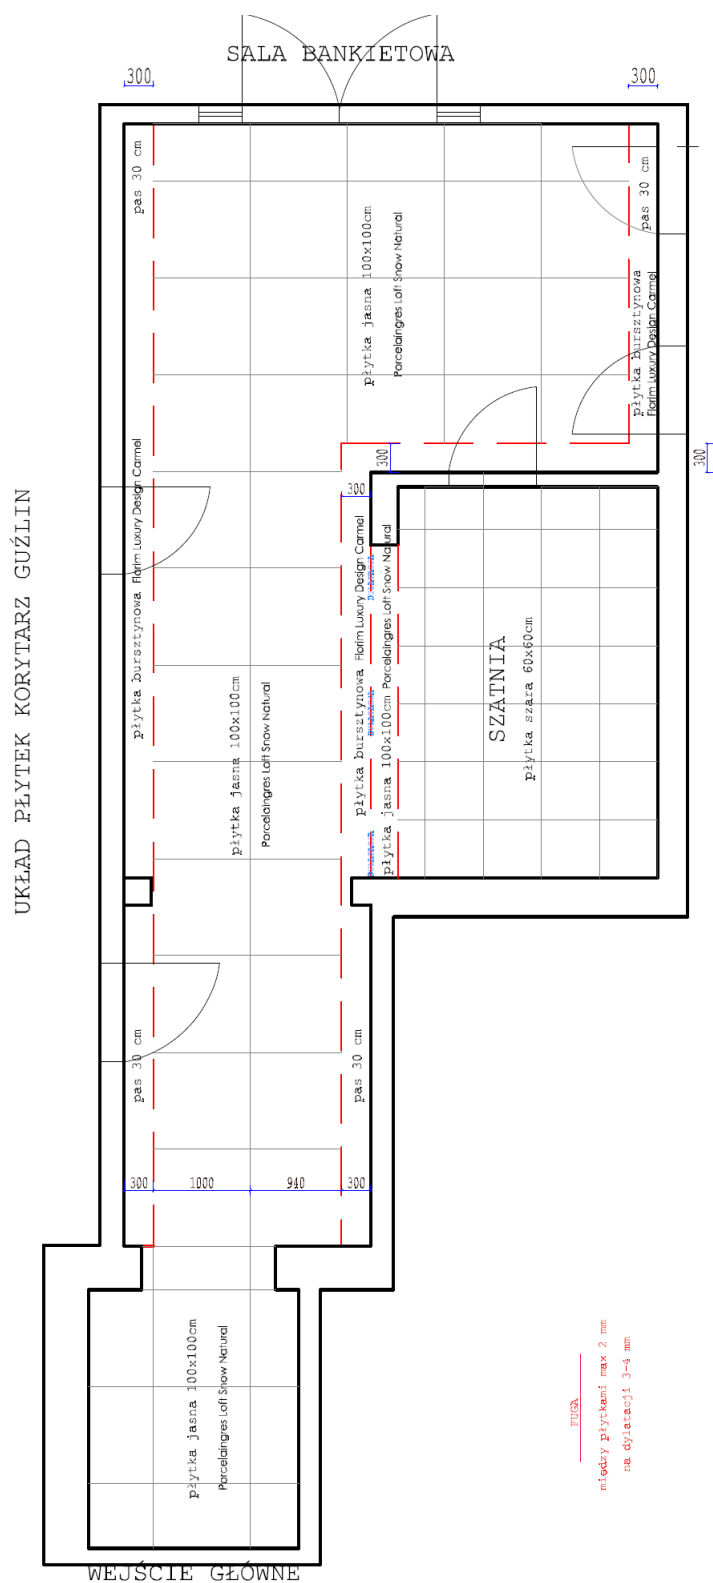 SALA BANKIETOWA
300
300
pas 30 cm
pas 30 cm
płytka jasna 100x100cm
Porcelaingres Loft Snow Natural
płytka bursztynowa
Florim Luxury Design Carmel
300
300
300
płytka bursztynowa Florim Luxury Design Carmel
płytka bursztynowa Florim Luxury Design Carmel
płytka jasna 100x100cm Porcelaingres Loft Snow Natural
SZATNIA
płytka szara 60x60cm
UKŁAD PŁYTEK KORYTARZ GUŹLIN
płytka jasna 100x100cm
Porcelaingres Loft Snow Natural
pas 30 cm
pas 30 cm
300
1000
940
300
płytka jasna 100x100cm
Porcelaingres Loft Snow Natural
FUGA
między płytkami max 2 mm
na dylatacji 3-4 mm
WEJŚCIE GŁÓWNE